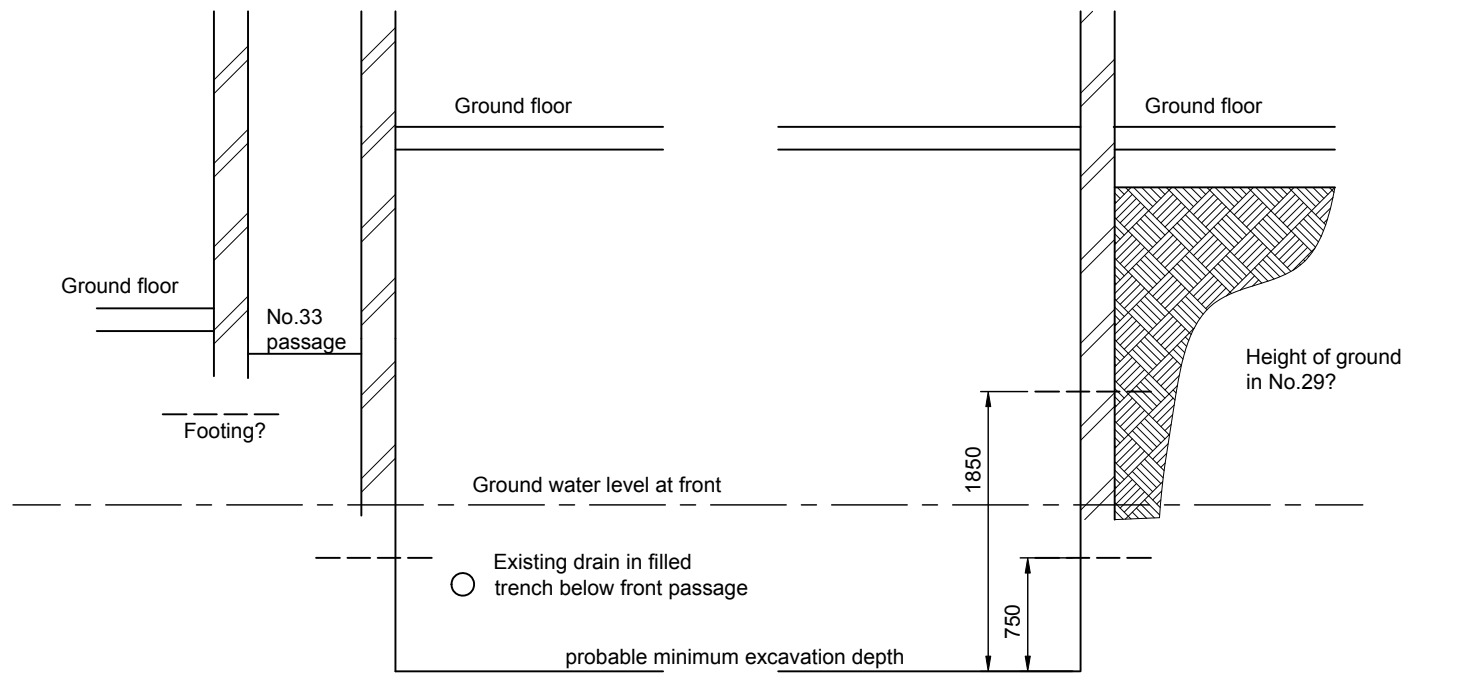 Ground floor
Ground floor
Ground floor
No.33
passage
Height of ground
in No.29?
Footing?
1850
Ground water level at front
Existing drain in filled
trench below front passage
750
probable minimum excavation depth